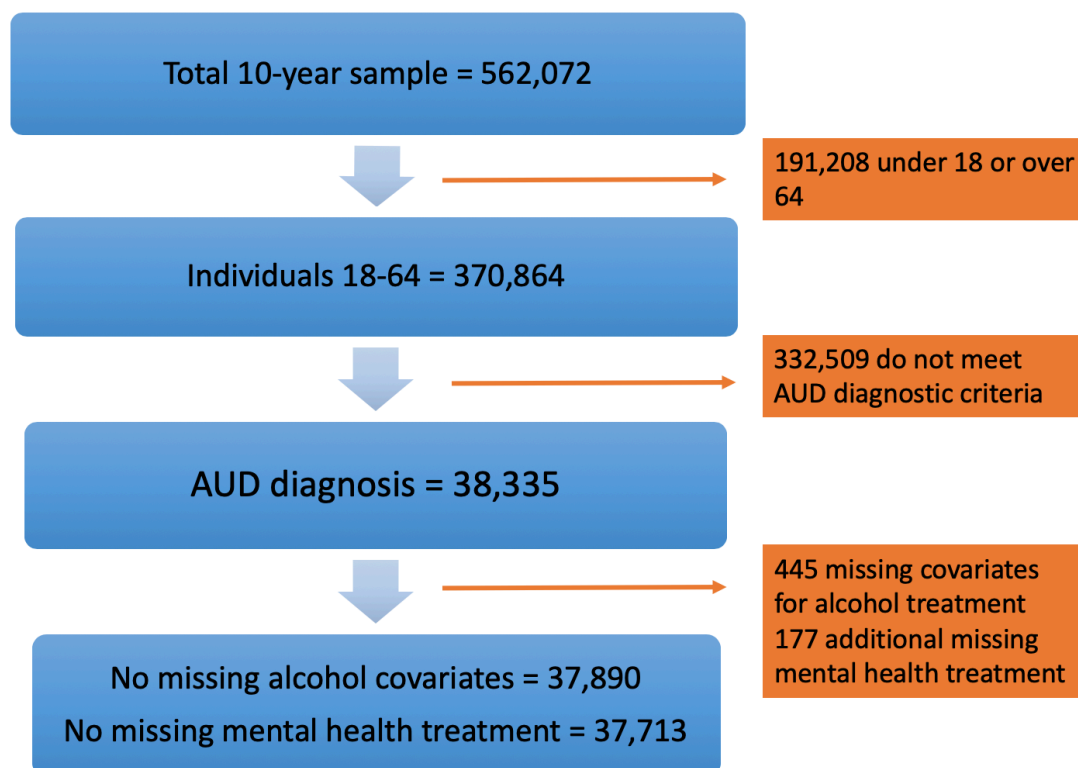 Total 10-year sample = 562,072
191,208 under 18 or over
64
Individuals 18-64 = 370,864
332,509 do not meet
AUD diagnostic criteria
AUD diagnosis = 38,335
445 missing covariates
for alcohol treatment
177 additional missing
mental health treatment
No missing alcohol covariates = 37,890
No missing mental health treatment = 37,713